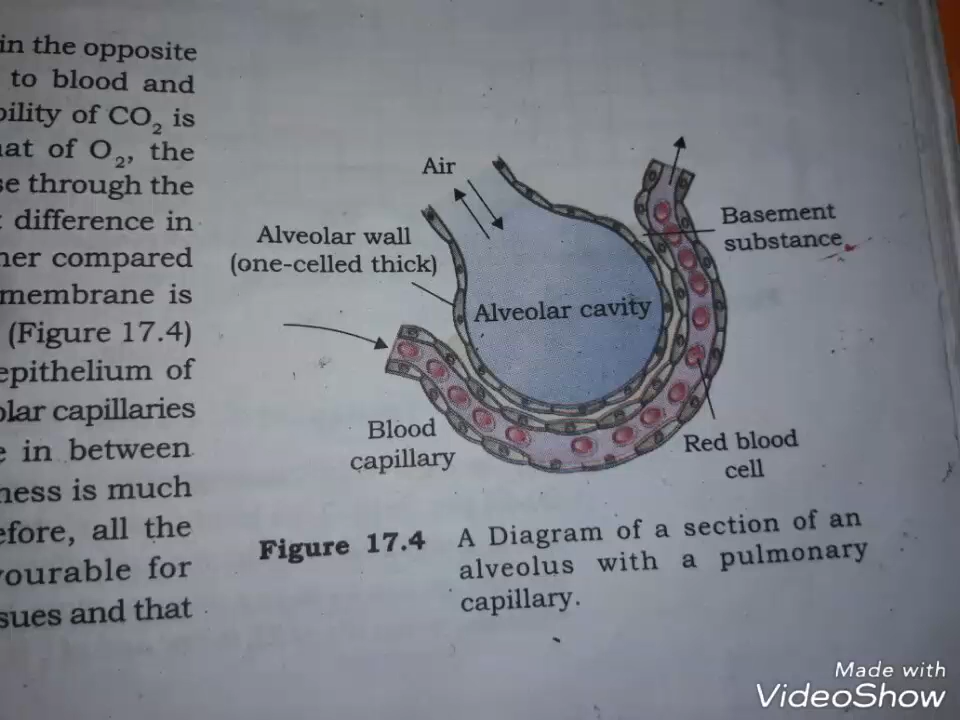 in the opposite
to blood and
bility of CO₂ is
at of O₂, the
se through the
difference in
her compared
membrane is
(Figure 17.4)
epithelium of
olar capillaries
e in between
ness is much
efore, all the
vourable for
sues and that
Air
Alveolar wall
(one-celled thick)
Alveolar cavity
Basement
substance
Blood
capillary
Red blood
cell
Figure 17.4 A Diagram of a section of an
alveolus with a pulmonary
capillary.
Made with
VideoShow